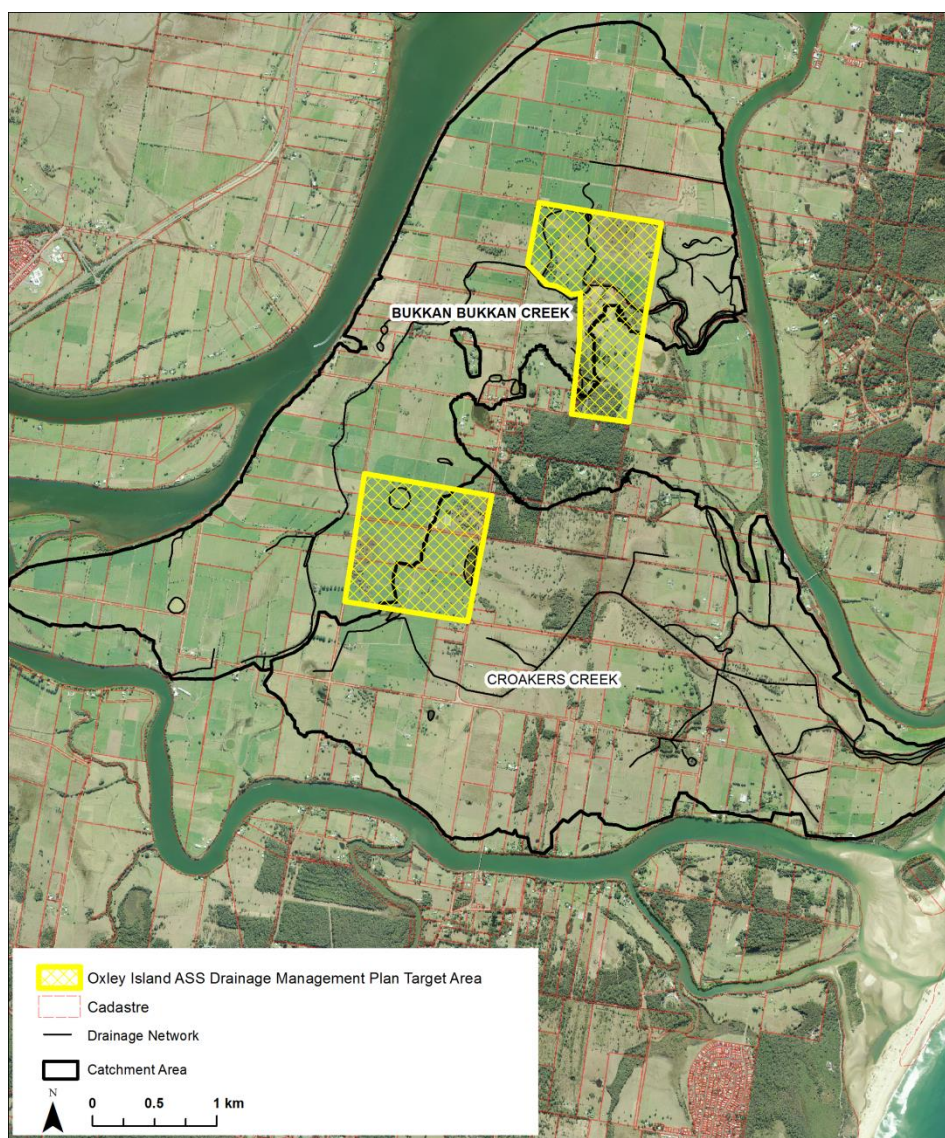 BUKKAN BUKKAN CREEK
CROAKERS CREEK
Oxley Island ASS Drainage Management Plan Target Area
Cadastre
Drainage Network
Catchment Area
N
0 0.5 1 km